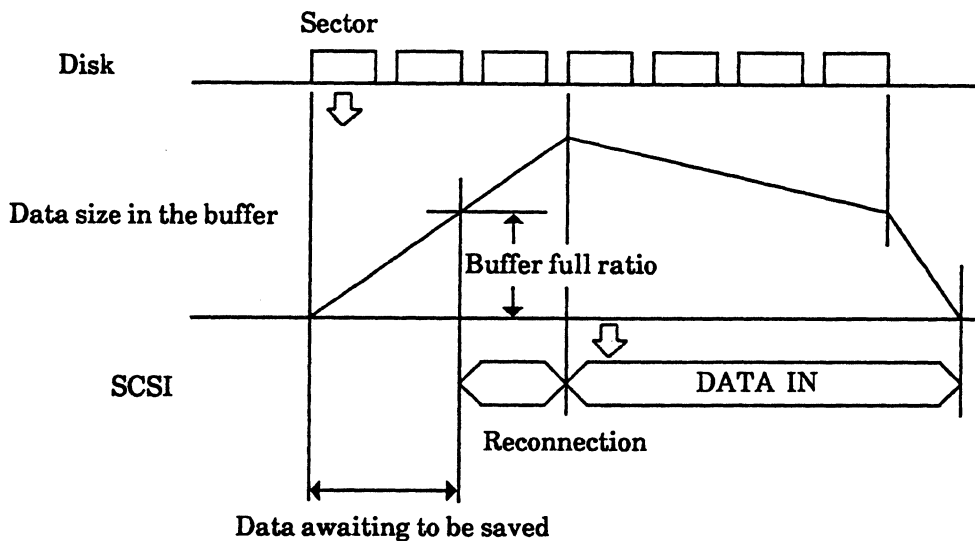 Sector
Disk
Data size in the buffer
Buffer full ratio
SCSI
DATA IN
Reconnection
Data awaiting to be saved